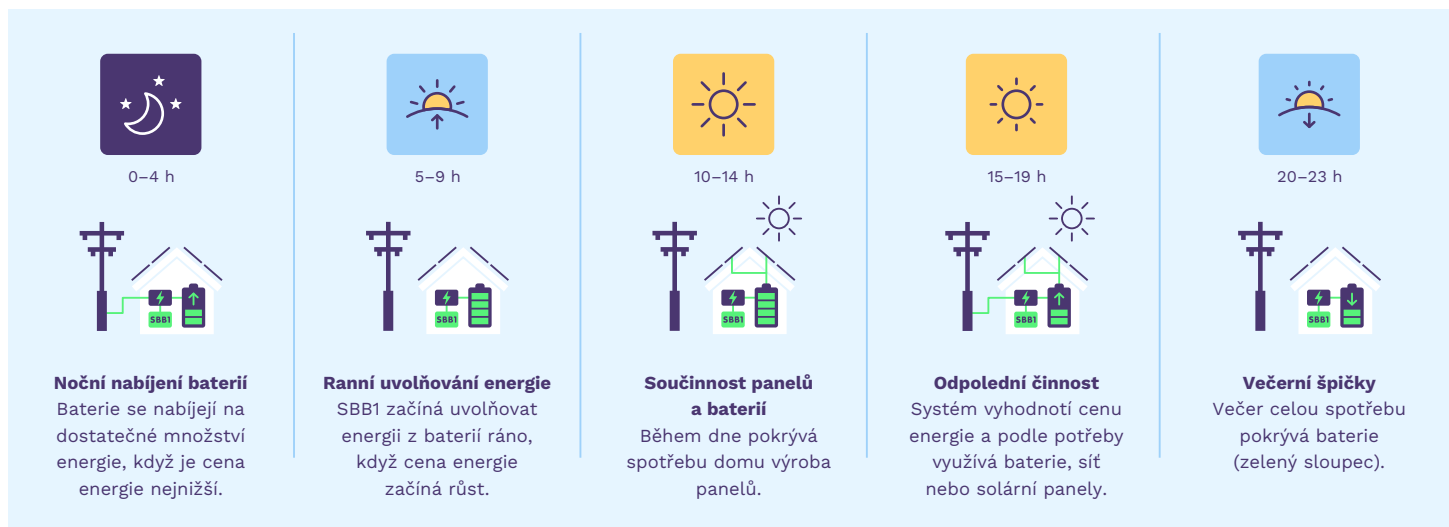 0–4 h
SBB1
Noční nabíjení baterií
Baterie se nabíjejí na
dostatečné množství
energie, když je cena
energie nejnižší.
5–9 h
SBB1
Ranní uvolňování energie
SBB1 začíná uvolňovat
energii z baterií ráno,
když cena energie
začíná růst.
10–14 h
SBB1
Součinnost panelů
a baterií
Během dne pokrývá
spotřebu domu výroba
panelů.
15–19 h
SBB1
Odpolední činnost
Systém vyhodnotí cenu
energie a podle potřeby
využívá baterie, síť
nebo solární panely.
20–23 h
SBB1
Večerní špičky
Večer celou spotřebu
pokrývá baterie
(zelený sloupec).